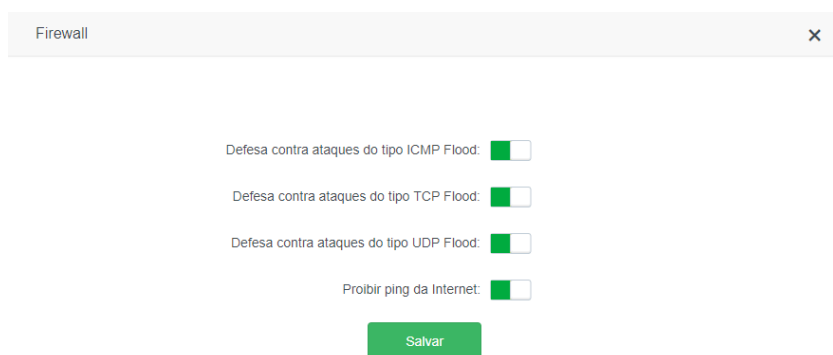 Firewall
Defesa contra ataques do tipo ICMP Flood:
Defesa contra ataques do tipo TCP Flood:
Defesa contra ataques do tipo UDP Flood:
Proibir ping da Internet:
Salvar